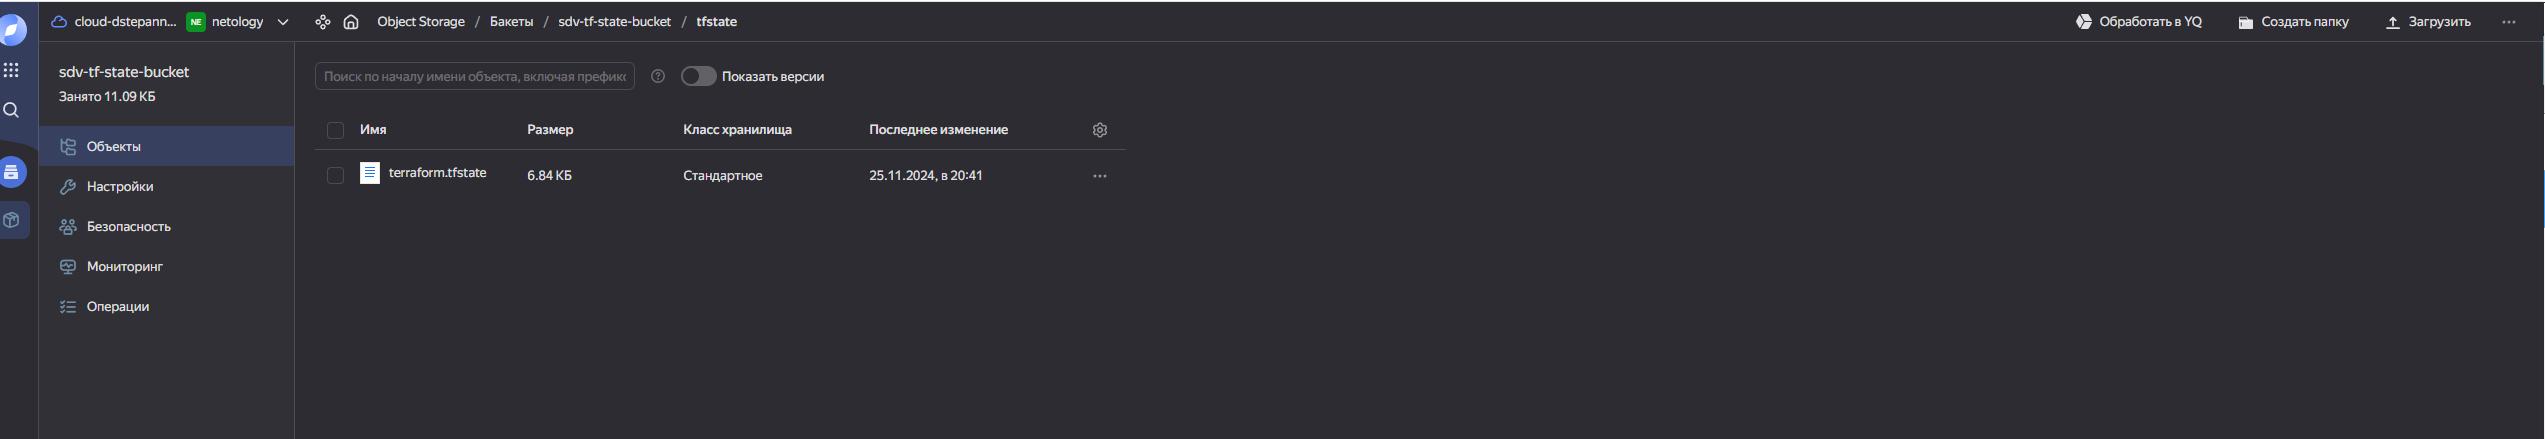 cloud-dstepann... NE netology Object Storage / Бакеты / sdv-tf-state-bucket / tfstate Обработать в YQ Создать папку Загрузить
sdv-tf-state-bucket
Занято 11.09 КБ
Объекты
Настройки
Безопасность
Мониторинг
Операции
Поиск по началу имени объекта, включая префикс Показать версии
Имя Размер Класс хранилища Последнее изменение
terraform.tfstate 6.84 КБ Стандартное 25.11.2024, в 20:41